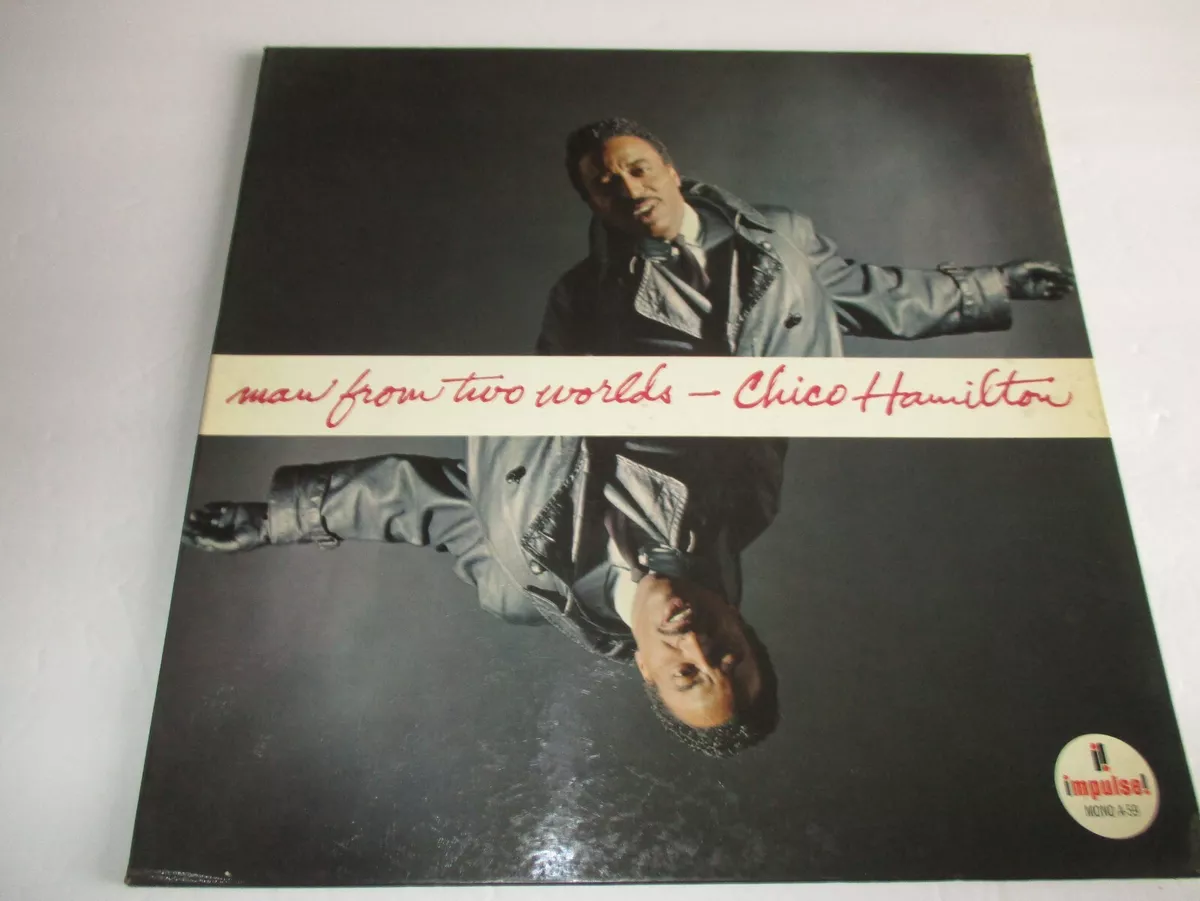 man from two worlds — Chico Hamilton
i!
impulse!
MONO A-59